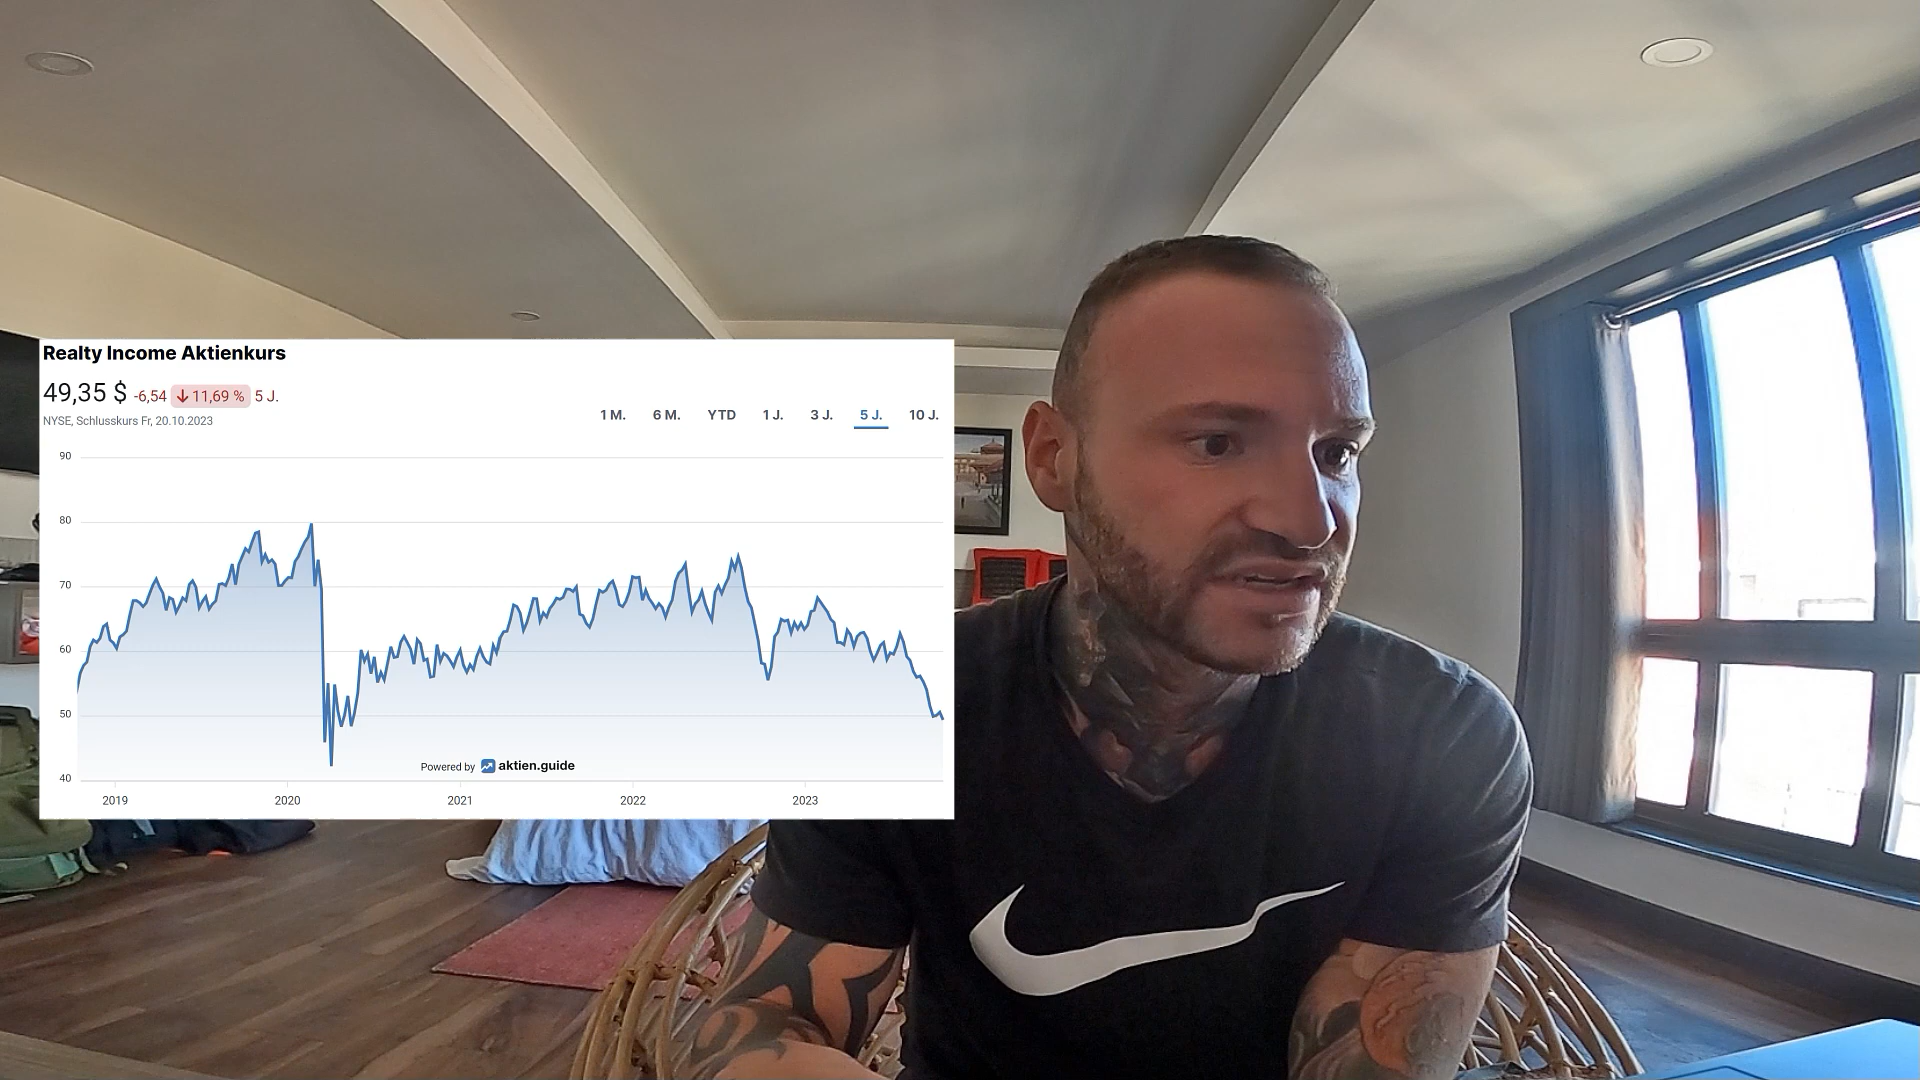 Realty Income Aktienkurs
49,35 $ -6,54 ↓ 11,69 % 5 J.
NYSE, Schlusskurs Fr, 20.10.2023
1 M. 6 M. YTD 1 J. 3 J. 5 J. 10 J.
90
80
70
60
50
40
Powered by aktien.guide
2019 2020 2021 2022 2023